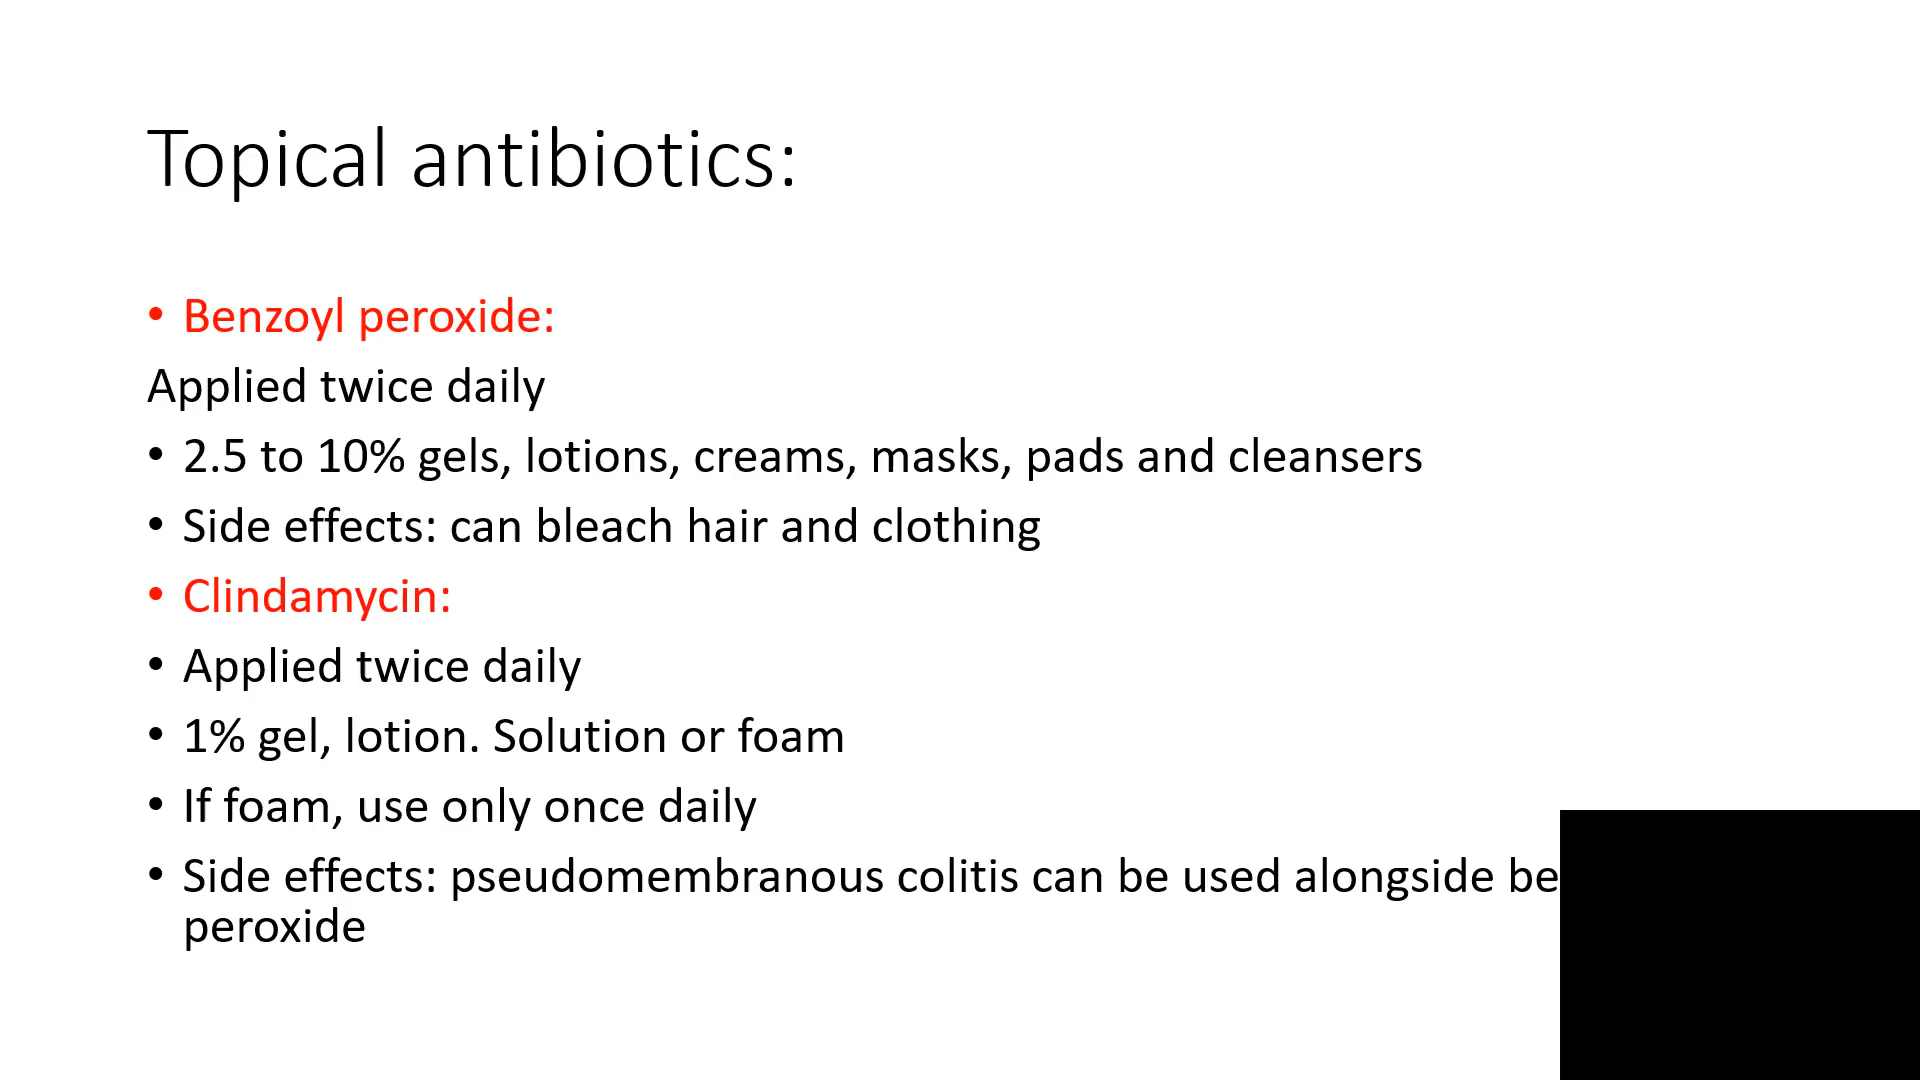 Topical antibiotics:
• Benzoyl peroxide:
Applied twice daily
• 2.5 to 10% gels, lotions, creams, masks, pads and cleansers
• Side effects: can bleach hair and clothing
• Clindamycin:
• Applied twice daily
• 1% gel, lotion. Solution or foam
• If foam, use only once daily
• Side effects: pseudomembranous colitis can be used alongside
peroxide